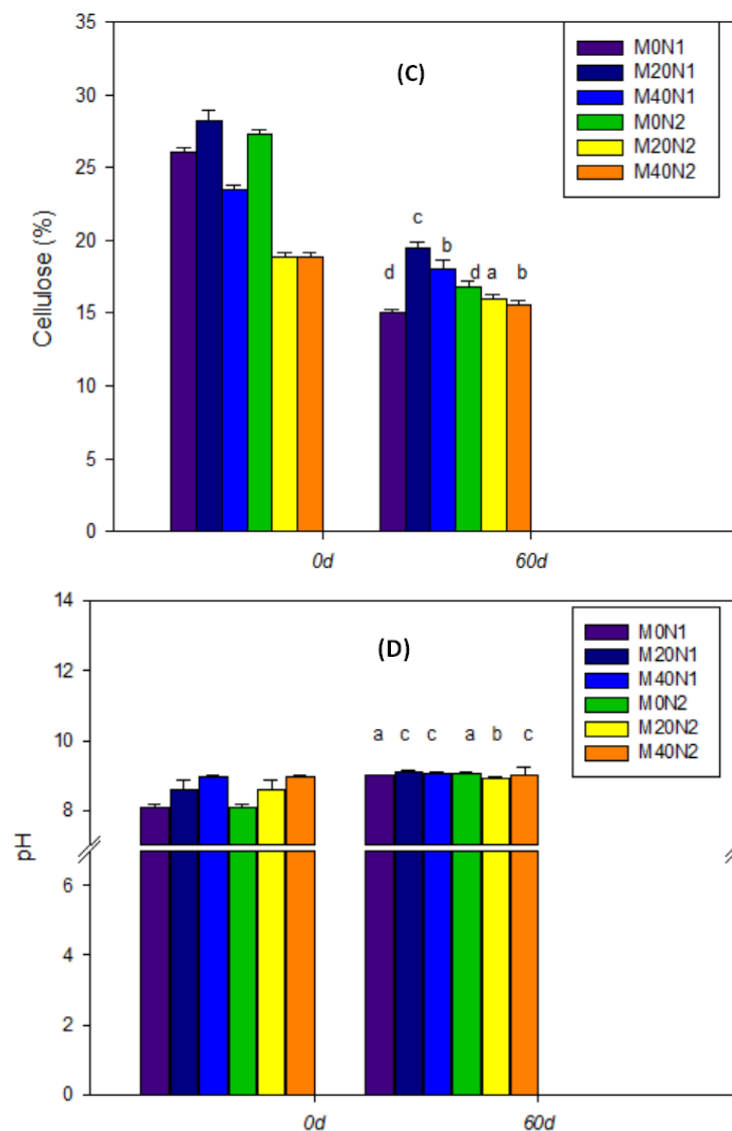 35
30
25
20
15
10
5
0
Cellulose (%)
(C)
M0N1
M20N1
M40N1
M0N2
M20N2
M40N2
d
c
b
d
a
b
0d
60d
14
12
10
8
6
4
2
0
pH
(D)
M0N1
M20N1
M40N1
M0N2
M20N2
M40N2
a c c a b c
0d
60d